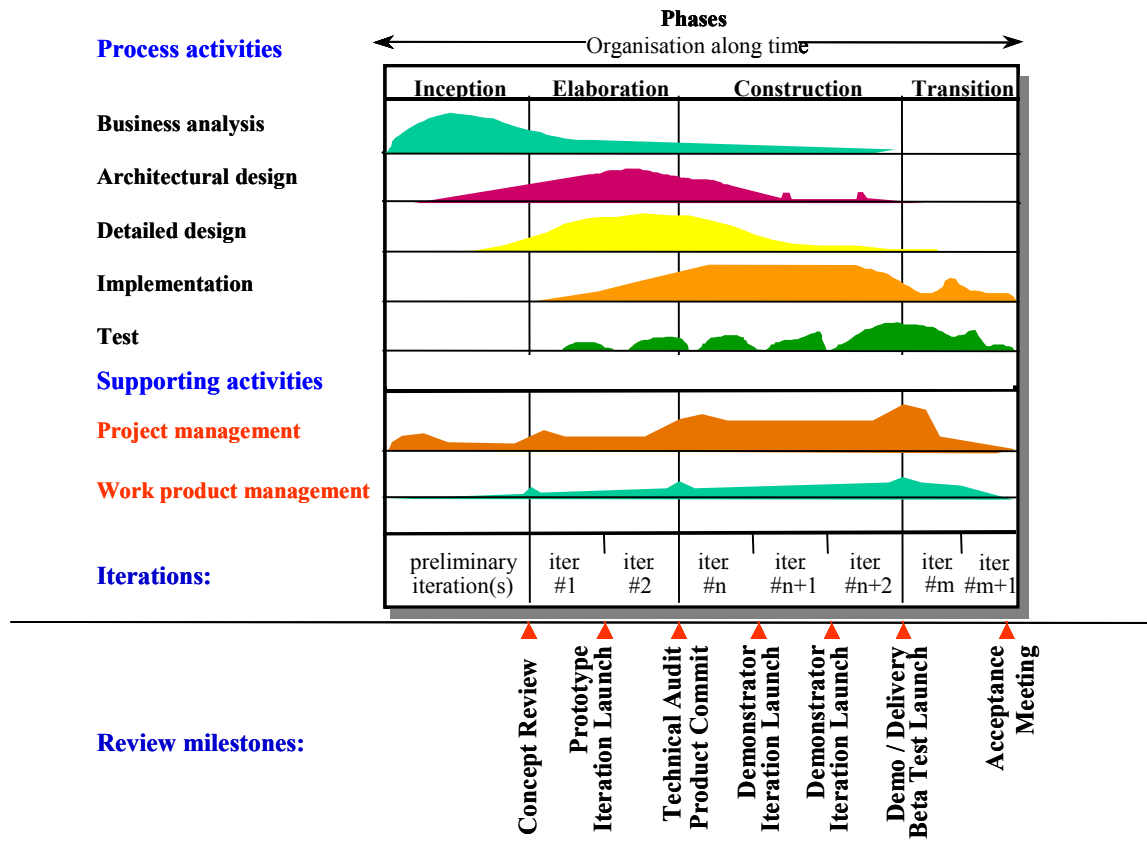 Phases
Process activities
Organisation along time
Inception Elaboration Construction Transition
Business analysis
Architectural design
Detailed design
Implementation
Test
Supporting activities
Project management
Work product management
Iterations:
preliminary
iteration(s)
iter.
#1
iter.
#2
iter.
#n
iter.
#n+1
iter.
#n+2
iter.
#m
iter.
#m+1
Review milestones:
Concept Review
Prototype
Iteration Launch
Technical Audit
Product Commit
Demonstrator
Iteration Launch
Demonstrator
Iteration Launch
Demo / Delivery
Beta Test Launch
Acceptance
Meeting